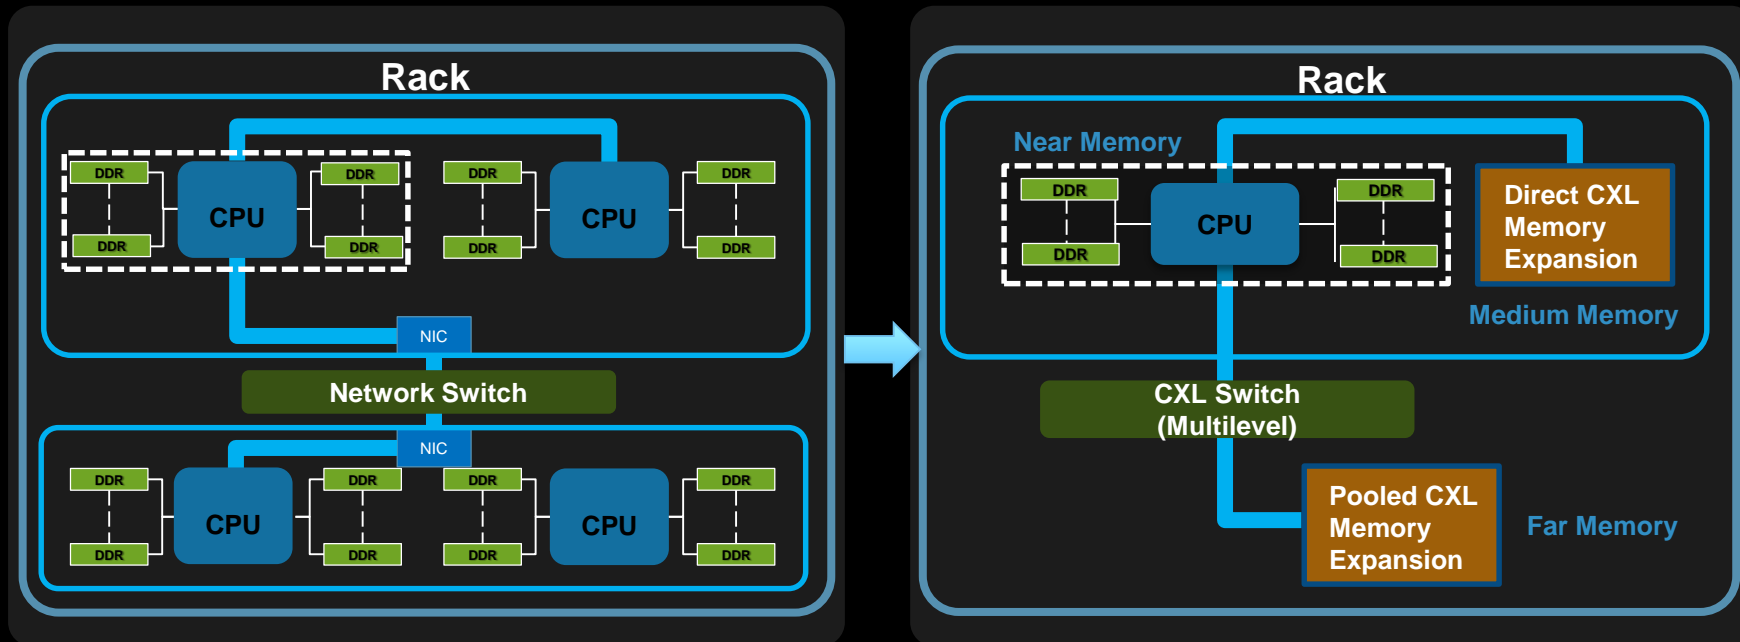 Rack
DDR
DDR
CPU
DDR
DDR
DDR
DDR
CPU
DDR
DDR
NIC
Network Switch
NIC
DDR
DDR
CPU
DDR
DDR
DDR
DDR
CPU
DDR
DDR
Rack
Near Memory
DDR
DDR
CPU
DDR
DDR
Direct CXL
Memory
Expansion
Medium Memory
CXL Switch
(Multilevel)
Pooled CXL
Memory
Expansion
Far Memory